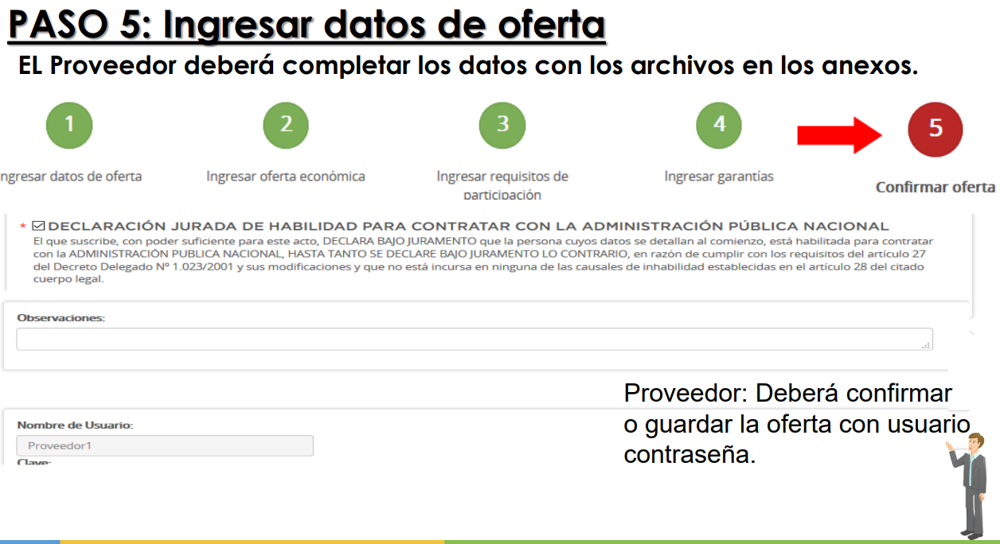 PASO 5: Ingresar datos de oferta
EL Proveedor deberá completar los datos con los archivos en los anexos.
1
2
3
4
5
ngresar datos de oferta
Ingresar oferta económica
Ingresar requisitos de
participación
Ingresar garantías
Confirmar oferta
* DECLARACIÓN JURADA DE HABILIDAD PARA CONTRATAR CON LA ADMINISTRACIÓN PÚBLICA NACIONAL
El que suscribe, con poder suficiente para este acto, DECLARA BAJO JURAMENTO que la persona cuyos datos se detallan al comienzo, está habilitada para contratar
con la ADMINISTRACIÓN PUBLICA NACIONAL, HASTA TANTO SE DECLARE BAJO JURAMENTO LO CONTRARIO, en razón de cumplir con los requisitos del artículo 27
del Decreto Delegado Nº 1.023/2001 y sus modificaciones y que no está incursa en ninguna de las causales de inhabilidad establecidas en el artículo 28 del citado
cuerpo legal.
Observaciones:
Proveedor: Deberá confirmar
o guardar la oferta con usuario
contraseña.
Nombre de Usuario:
Proveedor1
Clave: